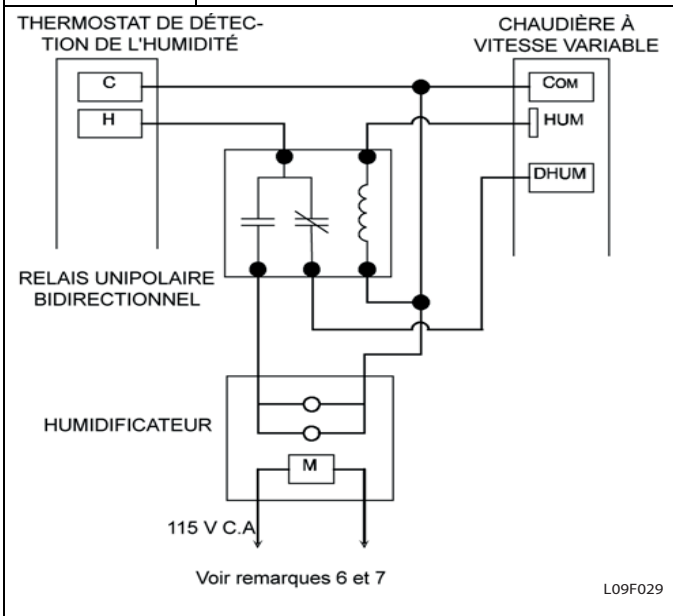 THERMOSTAT DE DÉTEC-
TION DE L'HUMIDITÉ
CHAUDIÈRE À
VITESSE VARIABLE
C
COM
H
HUM
DHUM
RELAIS UNIPOLAIRE
BIDIRECTIONNEL
HUMIDIFICATEUR
M
115 V C.A
Voir remarques 6 et 7
L09F029